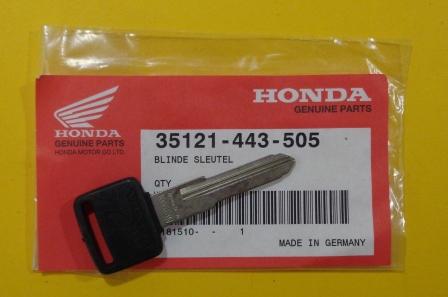 HONDA
GENUINE PARTS
HONDA MOTOR CO.,LTD.
HONDA
GENUINE PARTS
35121-443-505
BLINDE SLEUTEL
QTY
181510- - 1
MADE IN GERMANY